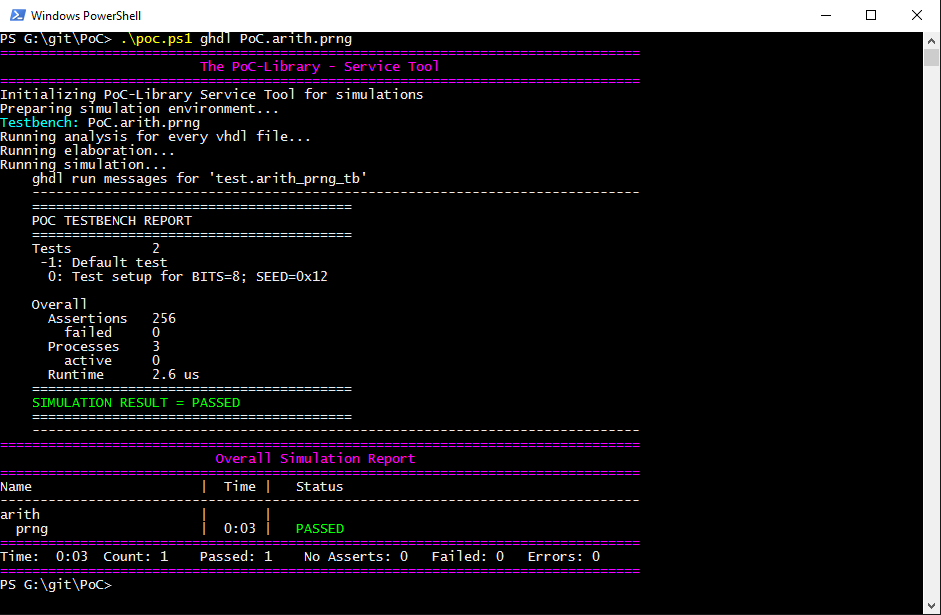 Windows PowerShell
PS G:\git\PoC> .\poc.ps1 ghdl PoC.arith.prng
================================================================================
                         The PoC-Library - Service Tool
================================================================================
Initializing PoC-Library Service Tool for simulations
Preparing simulation environment...
Testbench: PoC.arith.prng
Running analysis for every vhdl file...
Running elaboration...
Running simulation...
    ghdl run messages for 'test.arith_prng_tb'
    ----------------------------------------------------------------------------
    ========================================
    POC TESTBENCH REPORT
    ========================================
    Tests          2
     -1: Default test
      0: Test setup for BITS=8; SEED=0x12

    Overall
      Assertions   256
        failed     0
      Processes    3
        active     0
      Runtime      2.6 us
    ========================================
    SIMULATION RESULT = PASSED
    ========================================
    ----------------------------------------------------------------------------
================================================================================
                           Overall Simulation Report
================================================================================
Name                     |  Time |   Status
--------------------------------------------------------------------------------
arith                    |       |
  prng                   |  0:03 |   PASSED
================================================================================
Time:  0:03  Count: 1    Passed: 1    No Asserts: 0   Failed: 0   Errors: 0
================================================================================
PS G:\git\PoC>